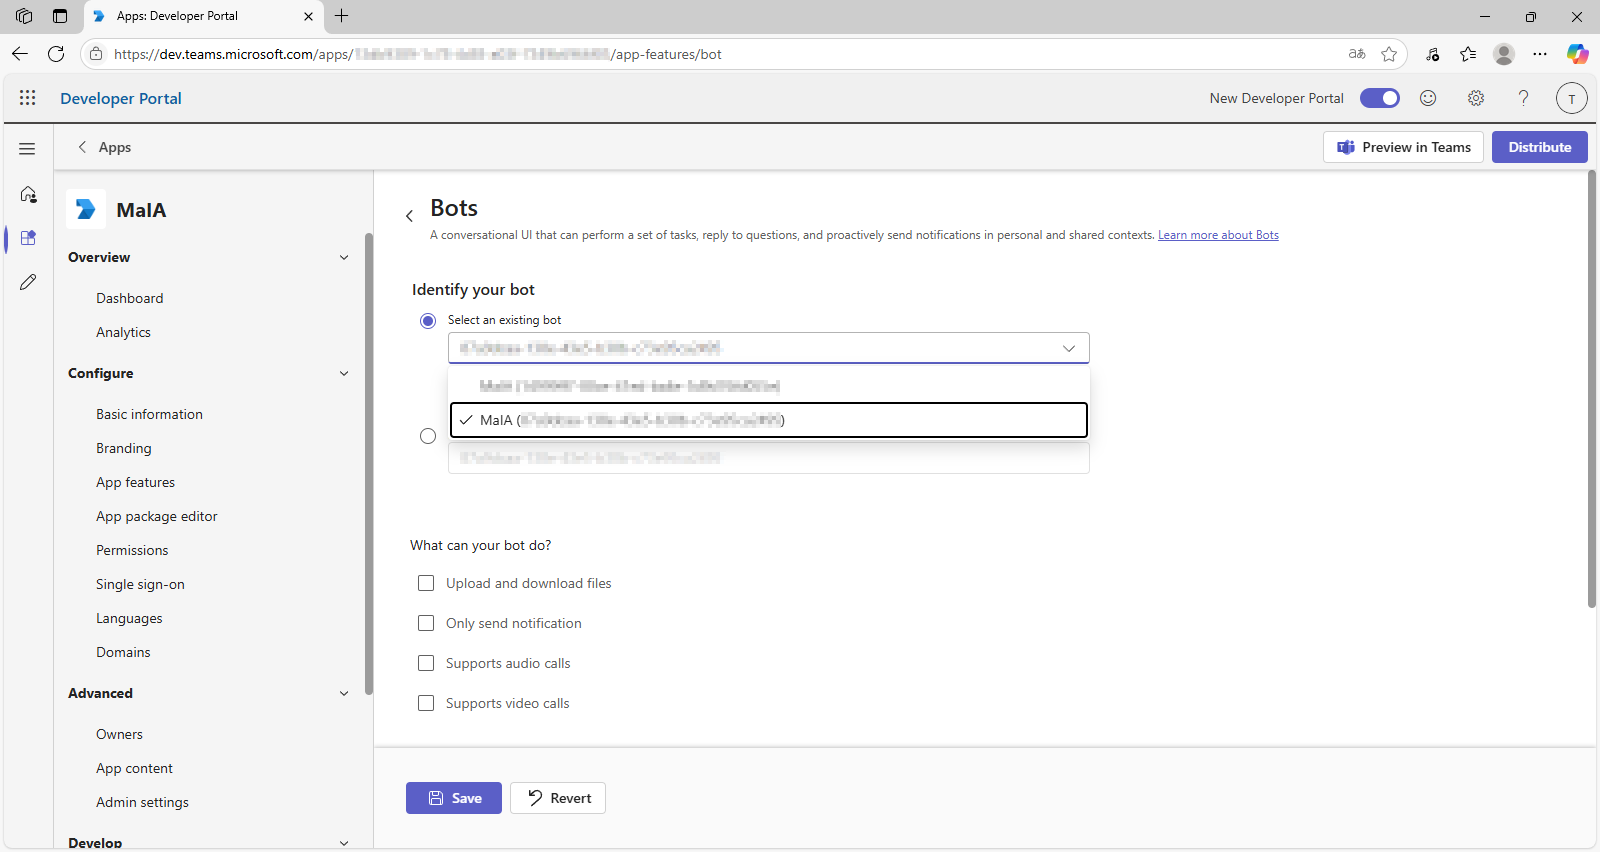 Apps: Developer Portal
https://dev.teams.microsoft.com/apps/ /app-features/bot
Developer Portal
New Developer Portal
T
Apps
Preview in Teams
Distribute
MaIA
Overview
Dashboard
Analytics
Configure
Basic information
Branding
App features
App package editor
Permissions
Single sign-on
Languages
Domains
Advanced
Owners
App content
Admin settings
Develop
Bots
A conversational UI that can perform a set of tasks, reply to questions, and proactively send notifications in personal and shared contexts. Learn more about Bots
Identify your bot
Select an existing bot
MaIA ( )
What can your bot do?
Upload and download files
Only send notification
Supports audio calls
Supports video calls
Save
Revert